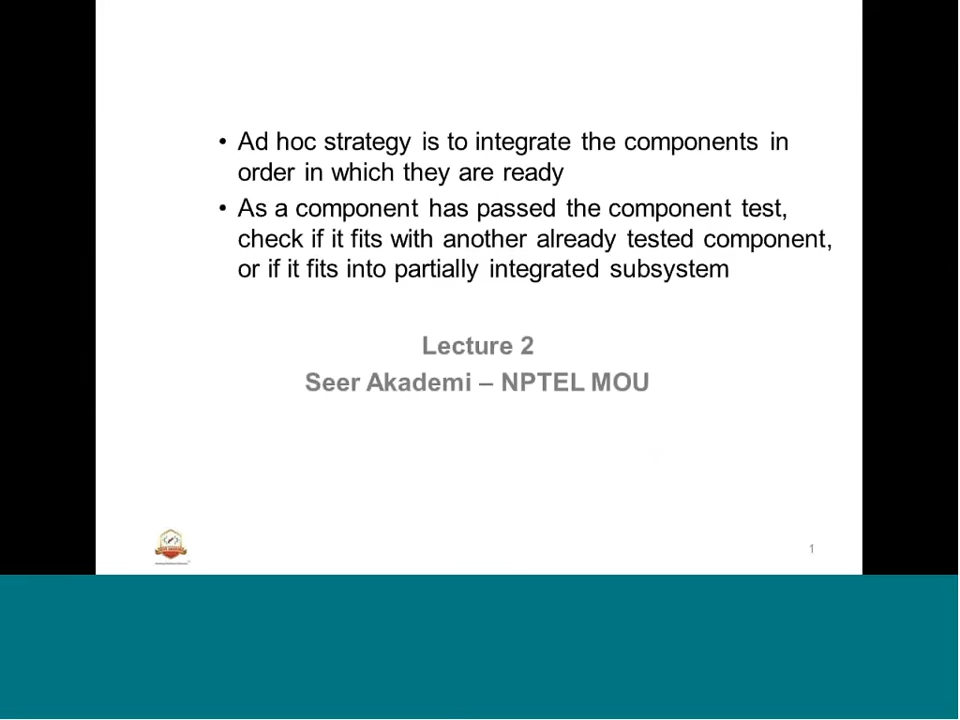 • Ad hoc strategy is to integrate the components in
order in which they are ready
• As a component has passed the component test,
check if it fits with another already tested component,
or if it fits into partially integrated subsystem
Lecture 2
Seer Akademi – NPTEL MOU
1